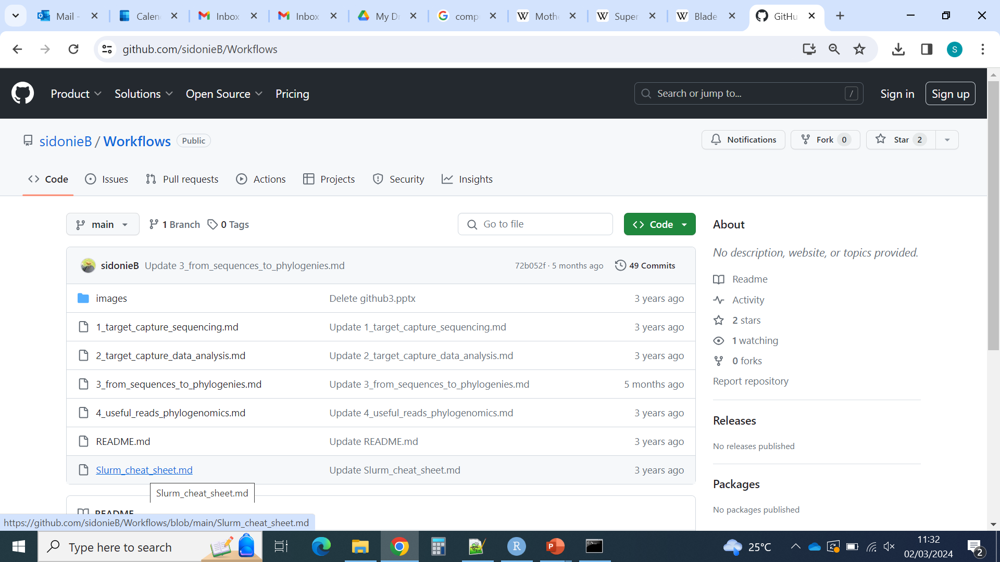 Mail -
Calen
Inbox
Inbox
My Dr
comp
Moth
Super
Blade
GitHu
github.com/sidonieB/Workflows
S
Product
Solutions
Open Source
Pricing
Search or jump to...
/
Sign in
Sign up
sidonieB / Workflows
Public
Notifications
Fork 0
Star 2
Code
Issues
Pull requests
Actions
Projects
Security
Insights
main
1 Branch
0 Tags
Go to file
Code
sidonieB Update 3_from_sequences_to_phylogenies.md 72b052f · 5 months ago 49 Commits
images Delete github3.pptx 3 years ago
1_target_capture_sequencing.md Update 1_target_capture_sequencing.md 3 years ago
2_target_capture_data_analysis.md Update 2_target_capture_data_analysis.md 3 years ago
3_from_sequences_to_phylogenies.md Update 3_from_sequences_to_phylogenies.md 5 months ago
4_useful_reads_phylogenomics.md Update 4_useful_reads_phylogenomics.md 3 years ago
README.md Update README.md 3 years ago
Slurm_cheat_sheet.md Update Slurm_cheat_sheet.md 3 years ago
Slurm_cheat_sheet.md
README
https://github.com/sidonieB/Workflows/blob/main/Slurm_cheat_sheet.md
About
No description, website, or topics provided.
Readme
Activity
2 stars
1 watching
0 forks
Report repository
Releases
No releases published
Packages
No packages published
Type here to search
25°C
11:32
02/03/2024
2